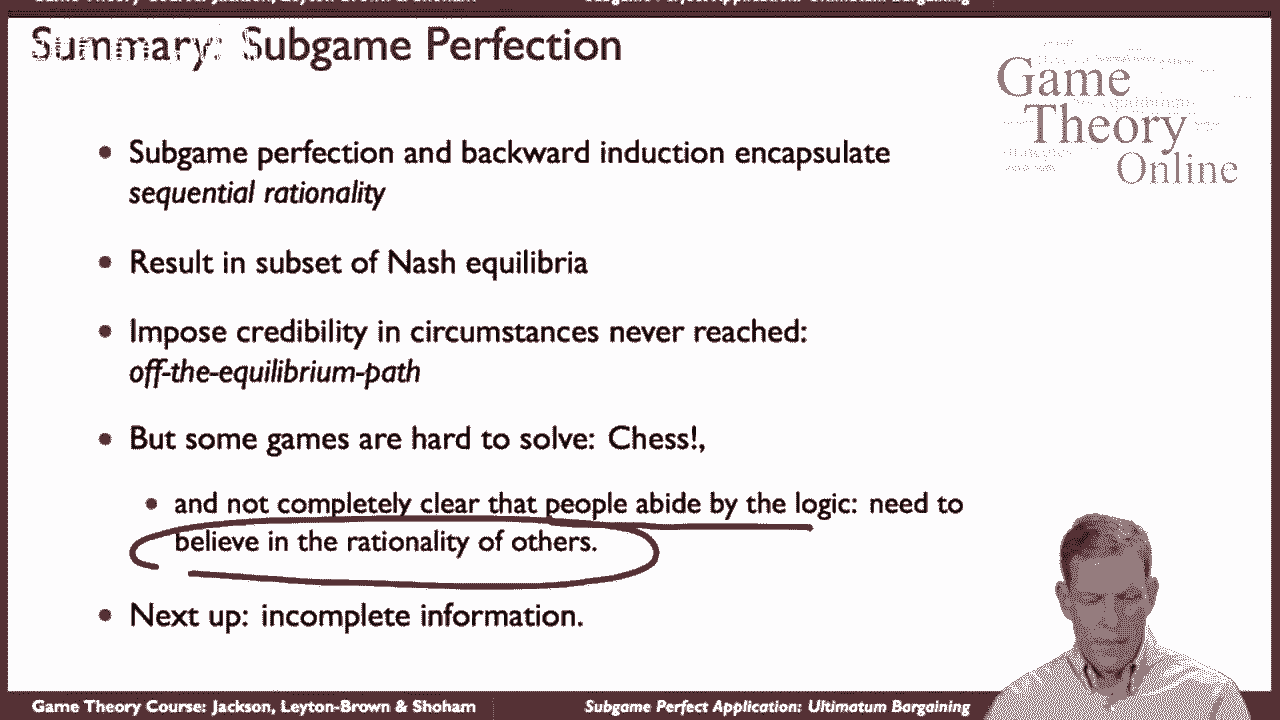 Game Theory Course: Jackson, Leyton-Brown & Shoham
Subgame Perfect Application: Ultimatum Bargaining
Summary: Subgame Perfection
Game
Theory
Online
• Subgame perfection and backward induction encapsulate
sequential rationality
• Result in subset of Nash equilibria
• Impose credibility in circumstances never reached:
off-the-equilibrium-path
• But some games are hard to solve: Chess!,
• and not completely clear that people abide by the logic: need to
believe in the rationality of others.
• Next up: incomplete information.
Game Theory Course: Jackson, Leyton-Brown & Shoham
Subgame Perfect Application: Ultimatum Bargaining